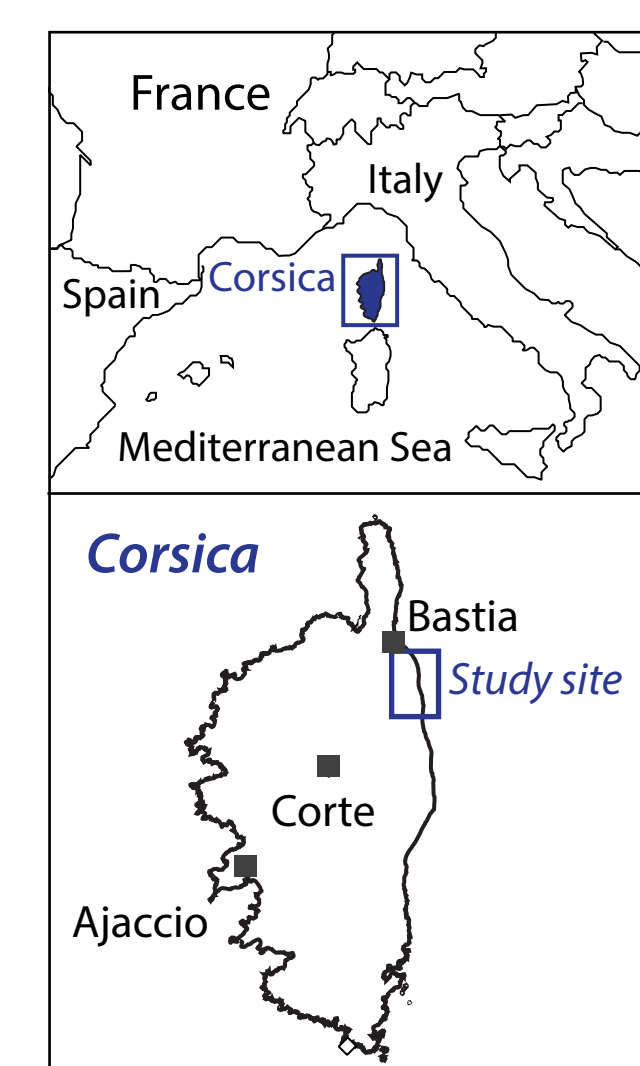 France
Italy
Corsica
Spain
Mediterranean Sea
Corsica
Bastia
Study site
Corte
Ajaccio